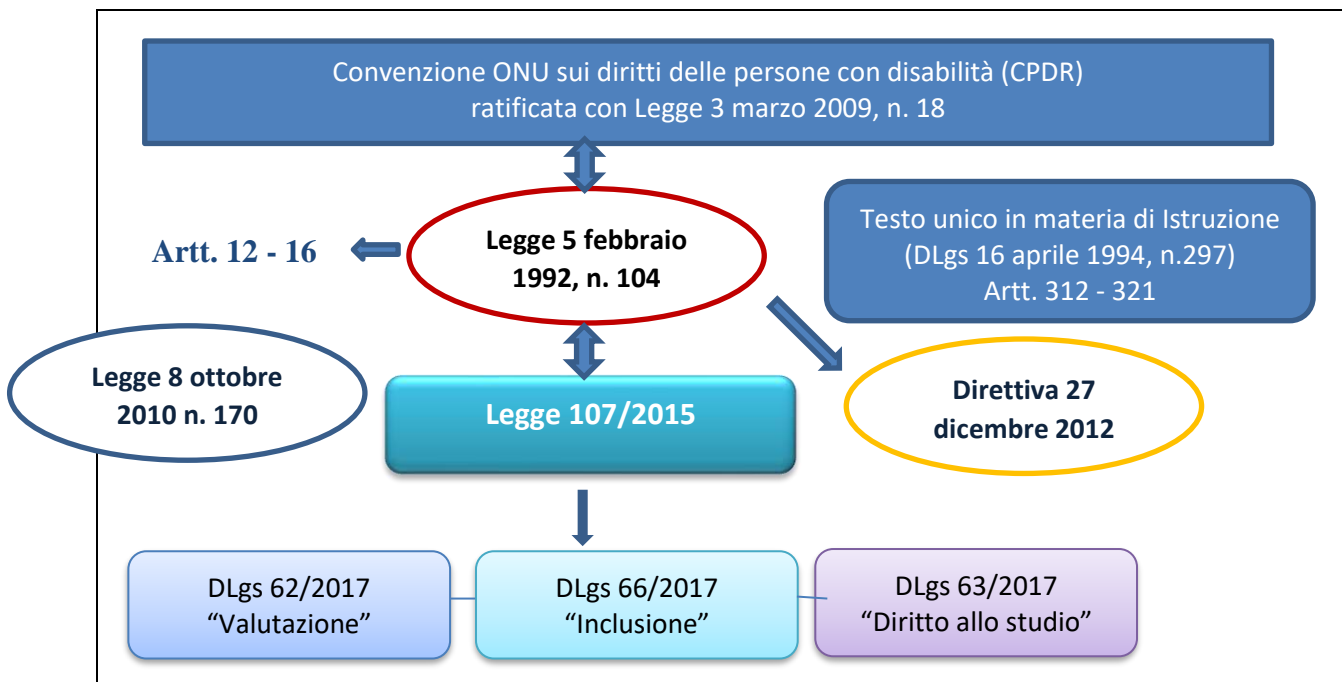 Convenzione ONU sui diritti delle persone con disabilità (CPDR)
ratificata con Legge 3 marzo 2009, n. 18
Artt. 12 - 16
Legge 5 febbraio
1992, n. 104
Testo unico in materia di Istruzione
(DLgs 16 aprile 1994, n.297)
Artt. 312 - 321
Legge 8 ottobre
2010 n. 170
Legge 107/2015
Direttiva 27
dicembre 2012
DLgs 62/2017
“Valutazione”
DLgs 66/2017
“Inclusione”
DLgs 63/2017
“Diritto allo studio”